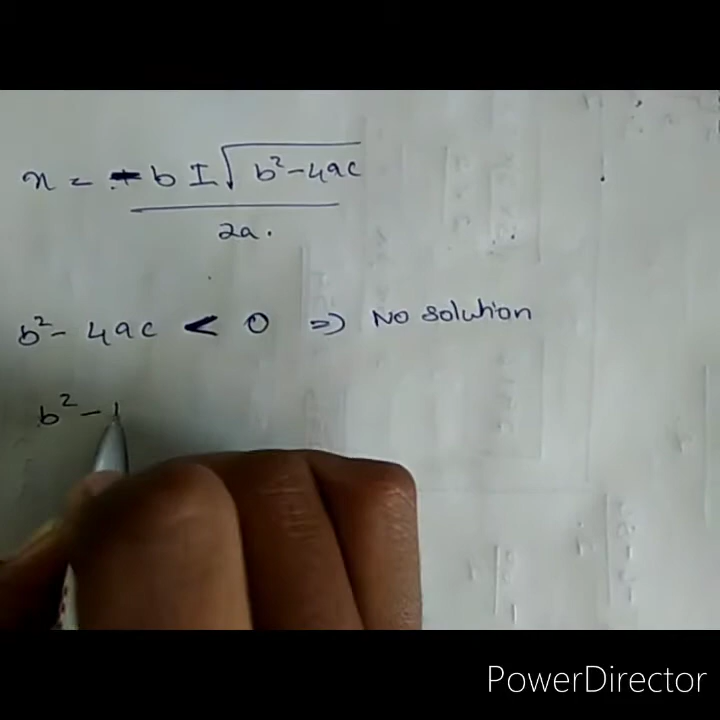 x = - b ± √b²-4ac
2a.
b² - 4ac < 0 ⇒ No solution
b² -
PowerDirector